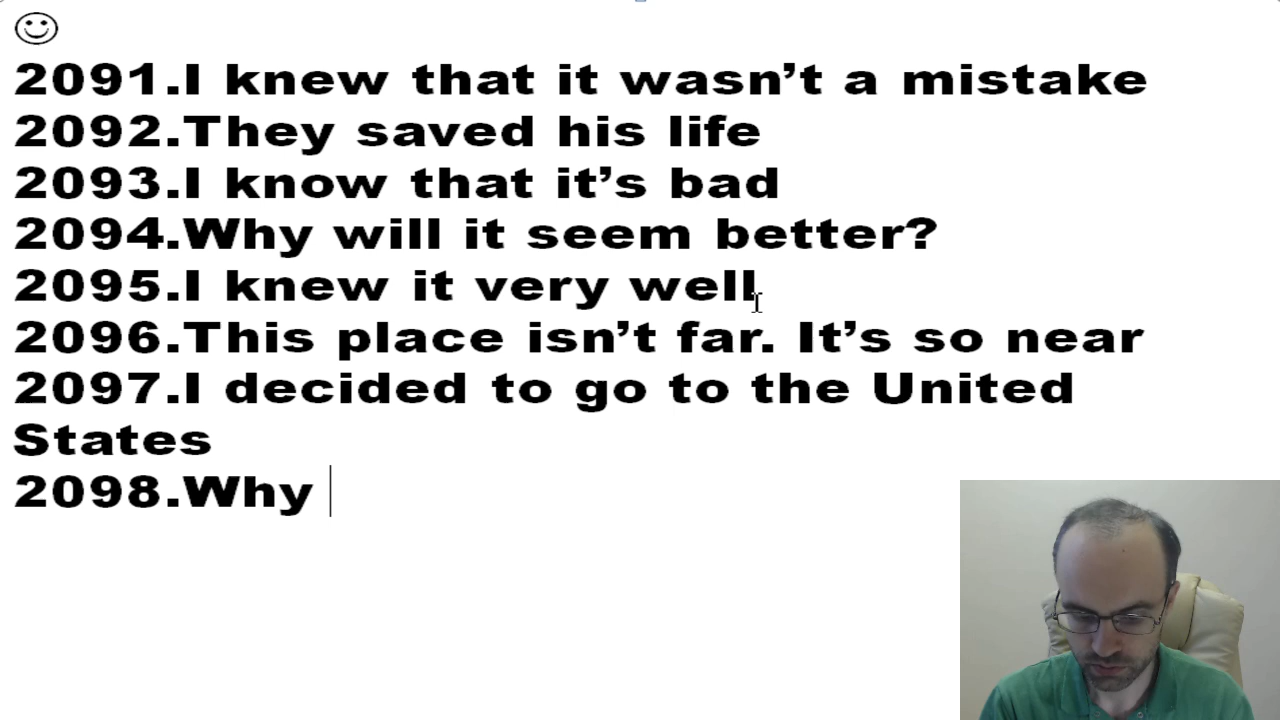 2091.I knew that it wasn’t a mistake
2092.They saved his life
2093.I know that it’s bad
2094.Why will it seem better?
2095.I knew it very well
2096.This place isn’t far. It’s so near
2097.I decided to go to the United
States
2098.Why